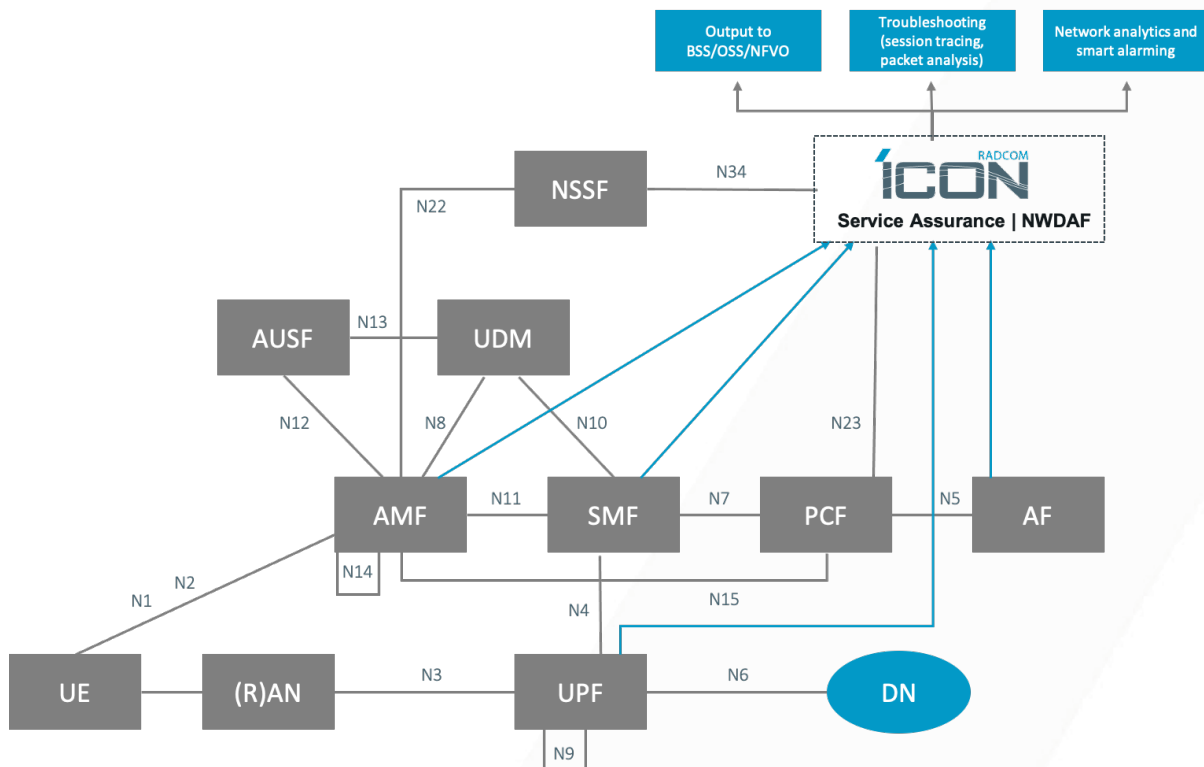 Output to
BSS/OSS/NFVO
Troubleshooting
(session tracing,
packet analysis)
Network analytics and
smart alarming
RADCOM
ICON
Service Assurance | NWDAF
NSSF
N34
N22
AUSF
N13
UDM
N12
N8
N10
N23
AMF
N11
SMF
N7
PCF
N5
AF
N14
N2
N1
N4
N15
UE
(R)AN
N3
UPF
N6
DN
N9